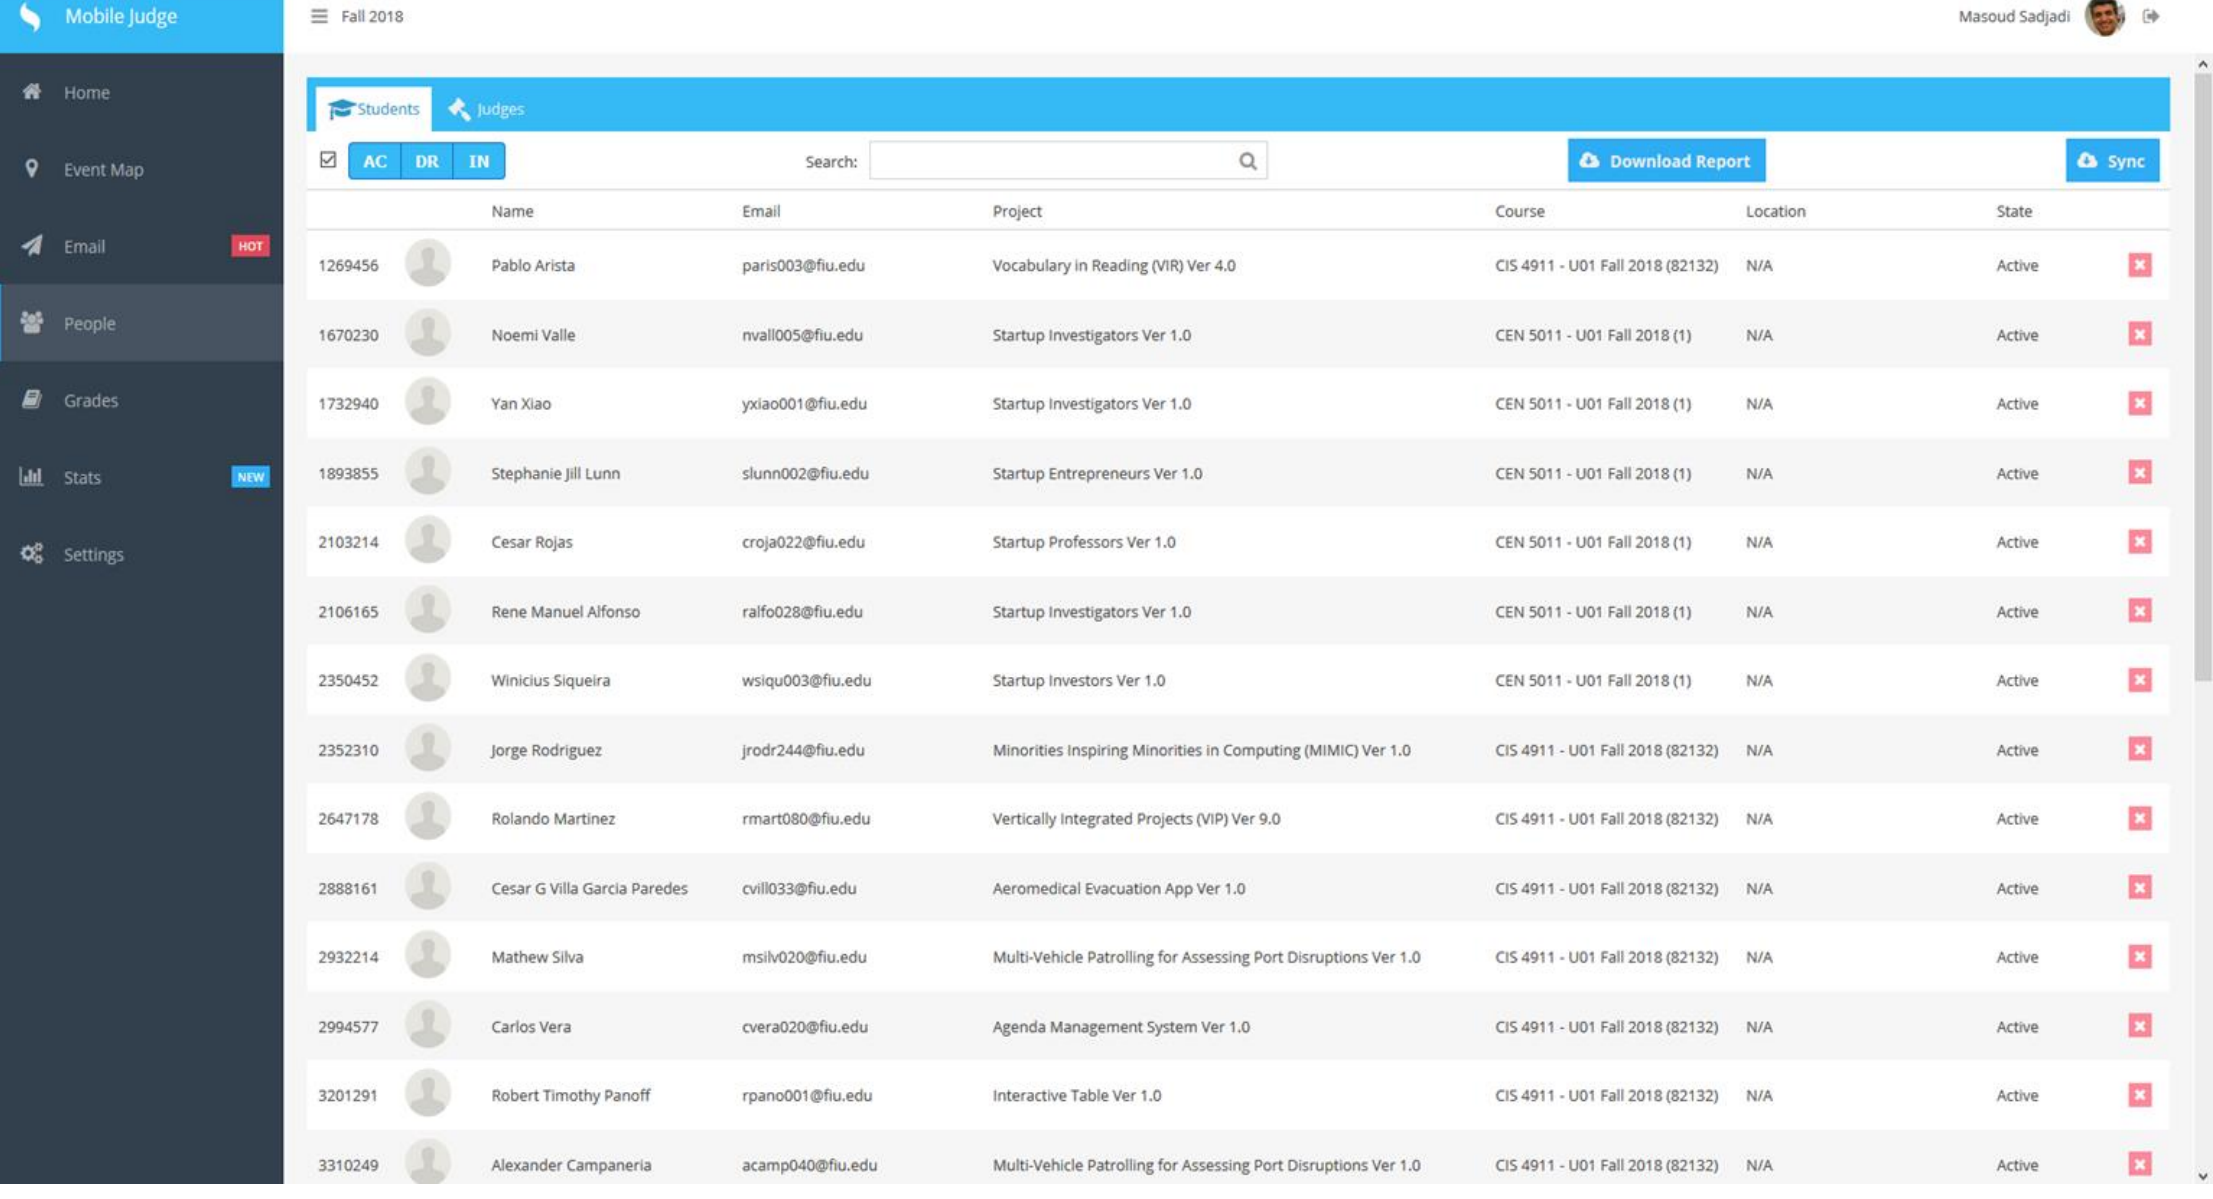 Mobile Judge
Fall 2018
Masoud Sadjadi
Home
Event Map
Email HOT
People
Grades
Stats NEW
Settings
Students Judges
AC DR IN Search: Download Report Sync
Name Email Project Course Location State
1269456 Pablo Arista paris003@fiu.edu Vocabulary in Reading (VIR) Ver 4.0 CIS 4911 - U01 Fall 2018 (82132) N/A Active
1670230 Noemi Valle nvall005@fiu.edu Startup Investigators Ver 1.0 CEN 5011 - U01 Fall 2018 (1) N/A Active
1732940 Yan Xiao yxiao001@fiu.edu Startup Investigators Ver 1.0 CEN 5011 - U01 Fall 2018 (1) N/A Active
1893855 Stephanie Jill Lunn slunn002@fiu.edu Startup Entrepreneurs Ver 1.0 CEN 5011 - U01 Fall 2018 (1) N/A Active
2103214 Cesar Rojas croja022@fiu.edu Startup Professors Ver 1.0 CEN 5011 - U01 Fall 2018 (1) N/A Active
2106165 Rene Manuel Alfonso ralfo028@fiu.edu Startup Investigators Ver 1.0 CEN 5011 - U01 Fall 2018 (1) N/A Active
2350452 Winicius Siqueira wsiqu003@fiu.edu Startup Investors Ver 1.0 CEN 5011 - U01 Fall 2018 (1) N/A Active
2352310 Jorge Rodriguez jrodr244@fiu.edu Minorities Inspiring Minorities in Computing (MIMIC) Ver 1.0 CIS 4911 - U01 Fall 2018 (82132) N/A Active
2647178 Rolando Martinez rmart080@fiu.edu Vertically Integrated Projects (VIP) Ver 9.0 CIS 4911 - U01 Fall 2018 (82132) N/A Active
2888161 Cesar G Villa Garcia Paredes cvill033@fiu.edu Aeromedical Evacuation App Ver 1.0 CIS 4911 - U01 Fall 2018 (82132) N/A Active
2932214 Mathew Silva msilv020@fiu.edu Multi-Vehicle Patrolling for Assessing Port Disruptions Ver 1.0 CIS 4911 - U01 Fall 2018 (82132) N/A Active
2994577 Carlos Vera cvera020@fiu.edu Agenda Management System Ver 1.0 CIS 4911 - U01 Fall 2018 (82132) N/A Active
3201291 Robert Timothy Panoff rpano001@fiu.edu Interactive Table Ver 1.0 CIS 4911 - U01 Fall 2018 (82132) N/A Active
3310249 Alexander Campaneria acamp040@fiu.edu Multi-Vehicle Patrolling for Assessing Port Disruptions Ver 1.0 CIS 4911 - U01 Fall 2018 (82132) N/A Active